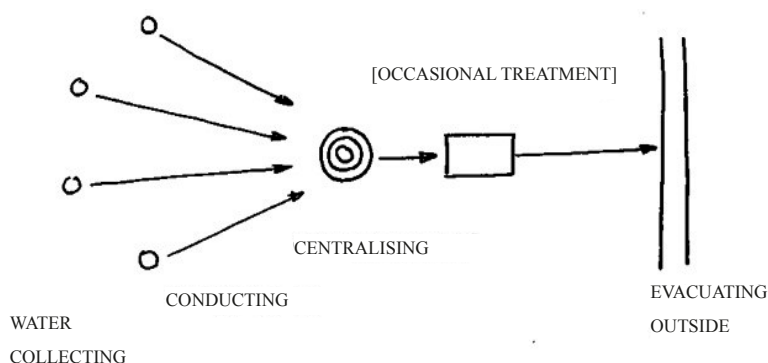 [OCCASIONAL TREATMENT]
CENTRALISING
CONDUCTING
EVACUATING
OUTSIDE
WATER
COLLECTING